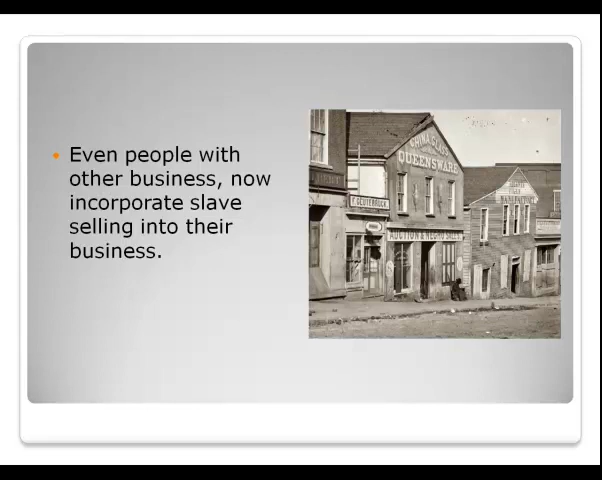 Even people with
other business, now
incorporate slave
selling into their
business.
CHINA GLASS
QUEENSWARE
AUCTION & NEGRO SALES